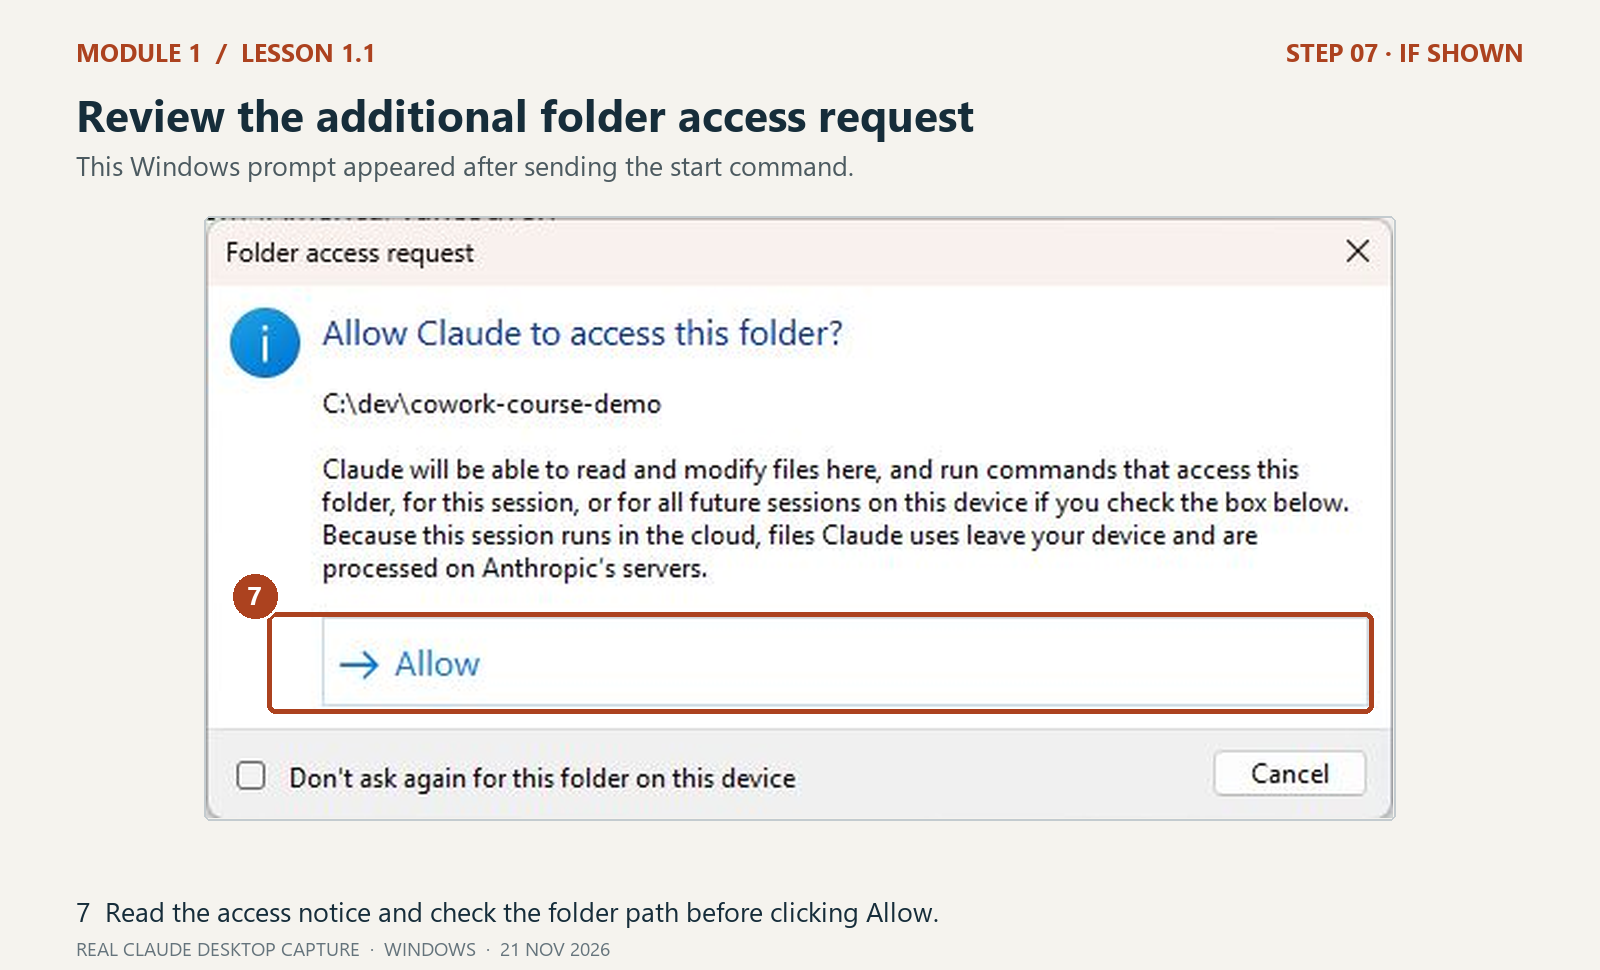 MODULE 1 / LESSON 1.1
STEP 07 · IF SHOWN
Review the additional folder access request
This Windows prompt appeared after sending the start command.
Folder access request
i
Allow Claude to access this folder?
C:\dev\cowork-course-demo
Claude will be able to read and modify files here, and run commands that access this
folder, for this session, or for all future sessions on this device if you check the box below.
Because this session runs in the cloud, files Claude uses leave your device and are
processed on Anthropic's servers.
7
→ Allow
Don't ask again for this folder on this device
Cancel
7 Read the access notice and check the folder path before clicking Allow.
REAL CLAUDE DESKTOP CAPTURE · WINDOWS · 21 NOV 2026